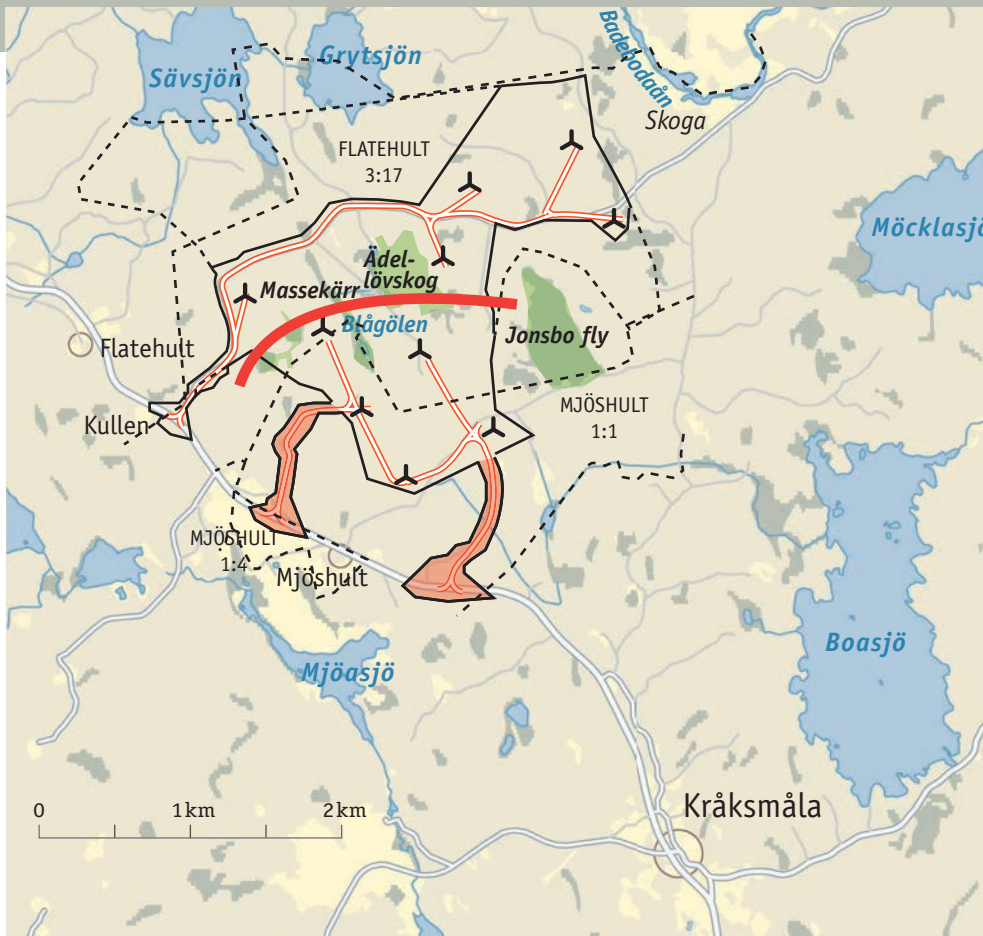 Sävsjön
Grytsjön
Badebodaån
Skoga
FLATEHULT
3:17
Möcklasjö
Ädel-
lövskog
Massekärr
Blågölen
Jonsbo fly
Flatehult
Kullen
MJÖSHULT
1:1
MJÖSHULT
1:4
Mjöshult
Mjöasjö
Boasjö
Kråksmåla
0 1km 2km